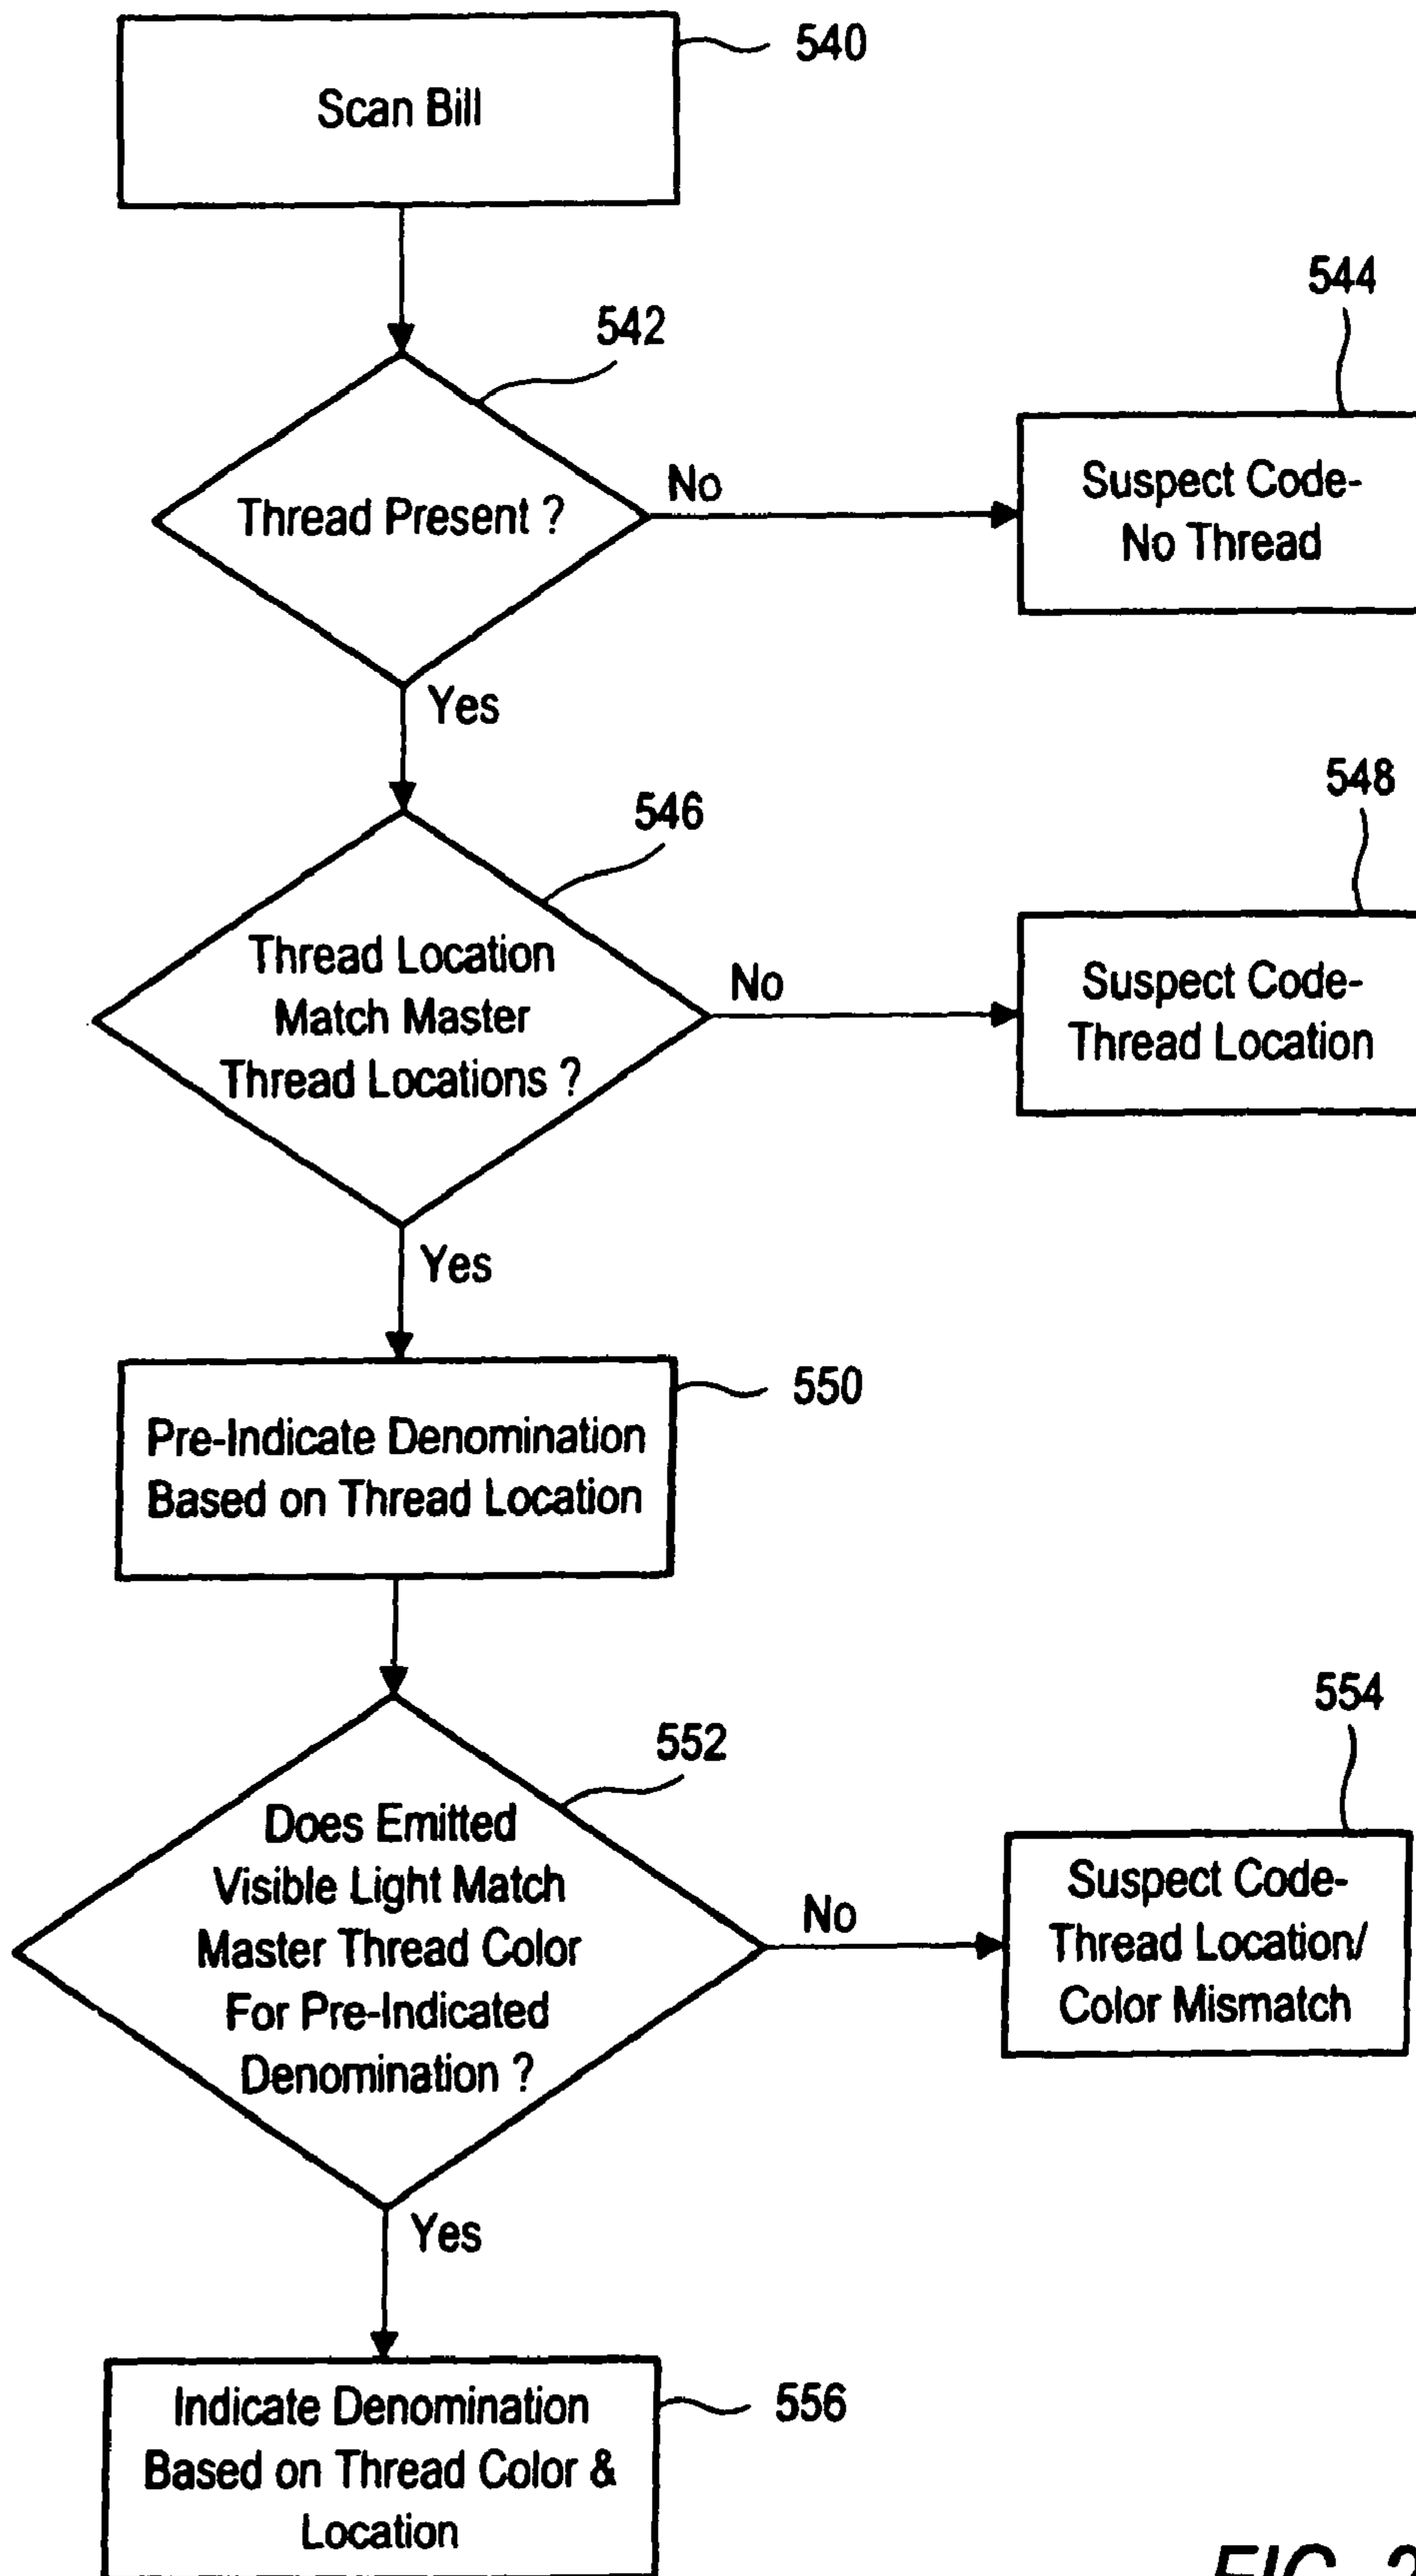 Scan Bill
540
542
Thread Present ?
No
544
Suspect Code-
No Thread
Yes
546
Thread Location
Match Master
Thread Locations ?
No
548
Suspect Code-
Thread Location
Yes
550
Pre-Indicate Denomination
Based on Thread Location
552
Does Emitted
Visible Light Match
Master Thread Color
For Pre-Indicated
Denomination ?
No
554
Suspect Code-
Thread Location/
Color Mismatch
Yes
556
Indicate Denomination
Based on Thread Color &
Location
FIG. 2